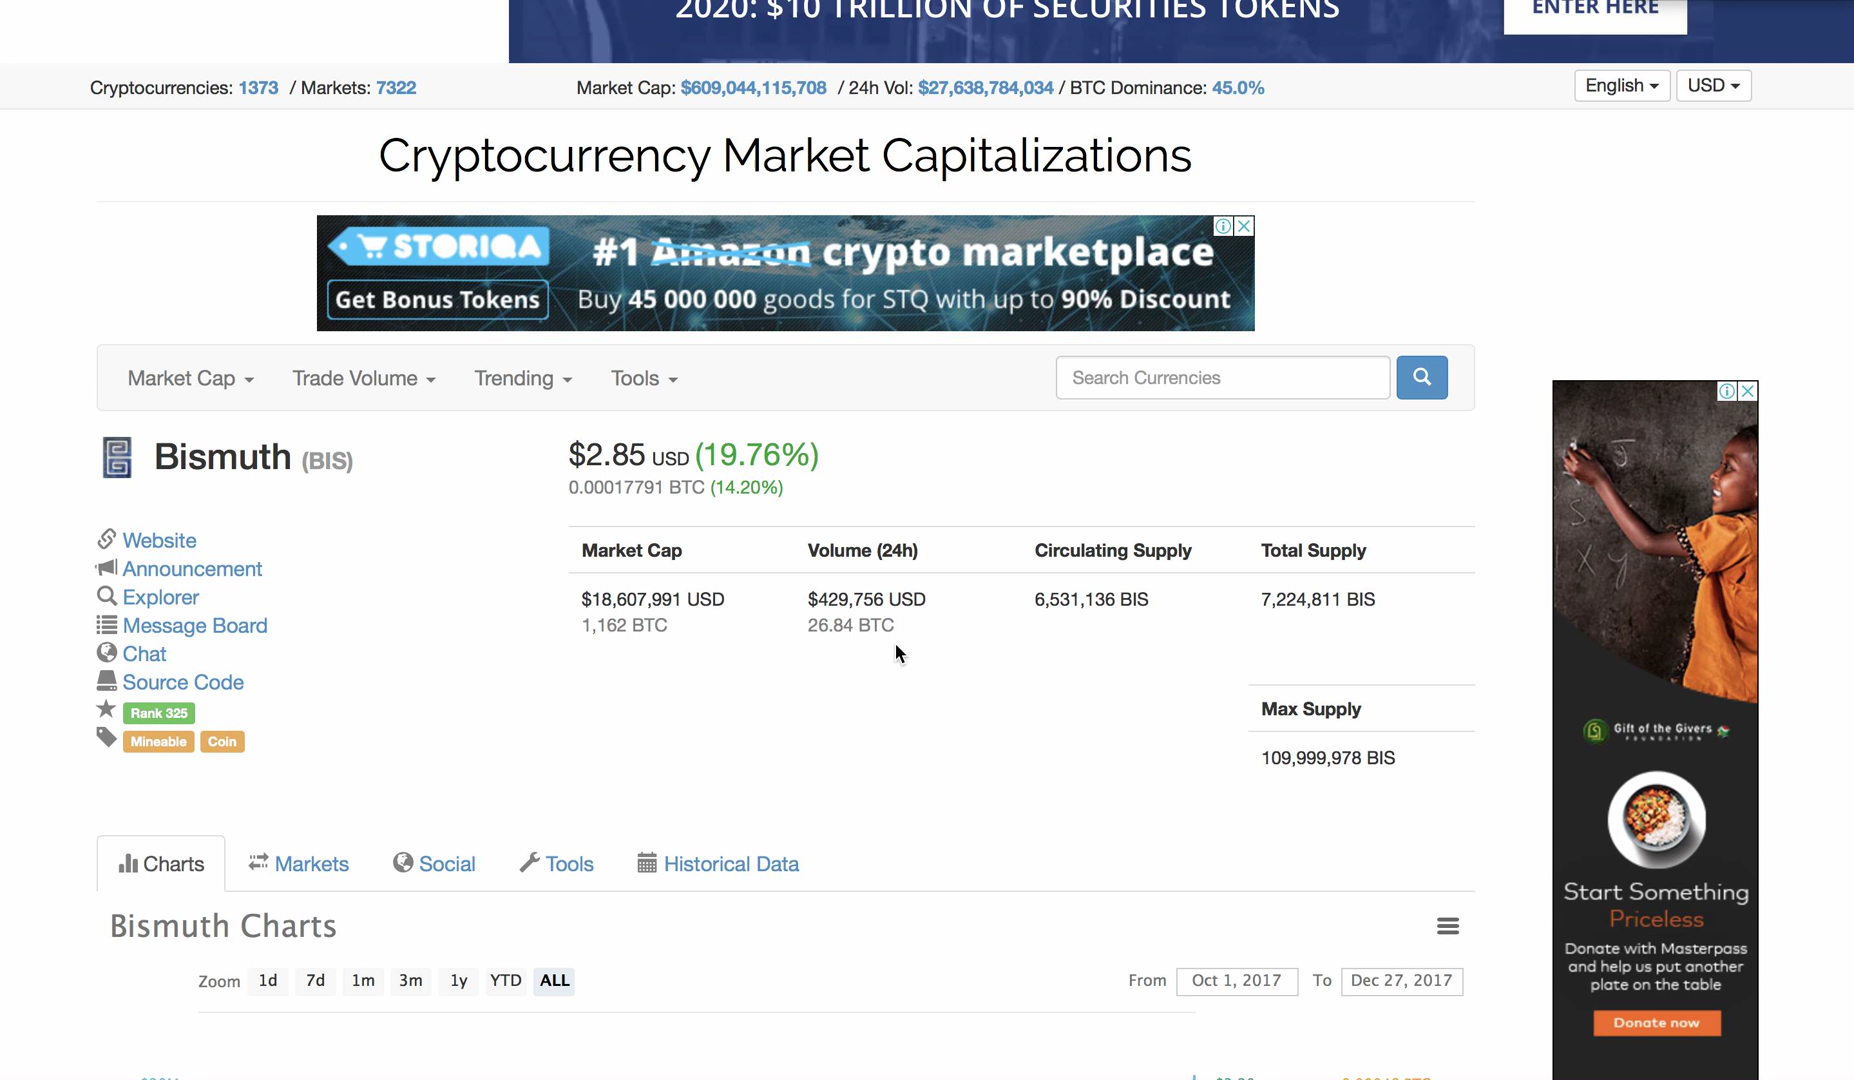 2020: $10 TRILLION OF SECURITIES TOKENS
ENTER HERE
Cryptocurrencies: 1373 / Markets: 7322
Market Cap: $609,044,115,708 / 24h Vol: $27,638,784,034 / BTC Dominance: 45.0%
English
USD
Cryptocurrency Market Capitalizations
STORIQA
Get Bonus Tokens
#1 Amazon crypto marketplace
Buy 45 000 000 goods for STQ with up to 90% Discount
Market Cap
Trade Volume
Trending
Tools
Search Currencies
Bismuth (BIS)
$2.85 USD (19.76%)
0.00017791 BTC (14.20%)
Website
Announcement
Explorer
Message Board
Chat
Source Code
Rank 325
Mineable Coin
Market Cap Volume (24h) Circulating Supply Total Supply
$18,607,991 USD $429,756 USD 6,531,136 BIS 7,224,811 BIS
1,162 BTC 26.84 BTC
Max Supply
109,999,978 BIS
Charts Markets Social Tools Historical Data
Bismuth Charts
Zoom 1d 7d 1m 3m 1y YTD ALL
From Oct 1, 2017 To Dec 27, 2017
Gift of the Givers
FOUNDATION
Start Something
Priceless
Donate with Masterpass
and help us put another
plate on the table
Donate now